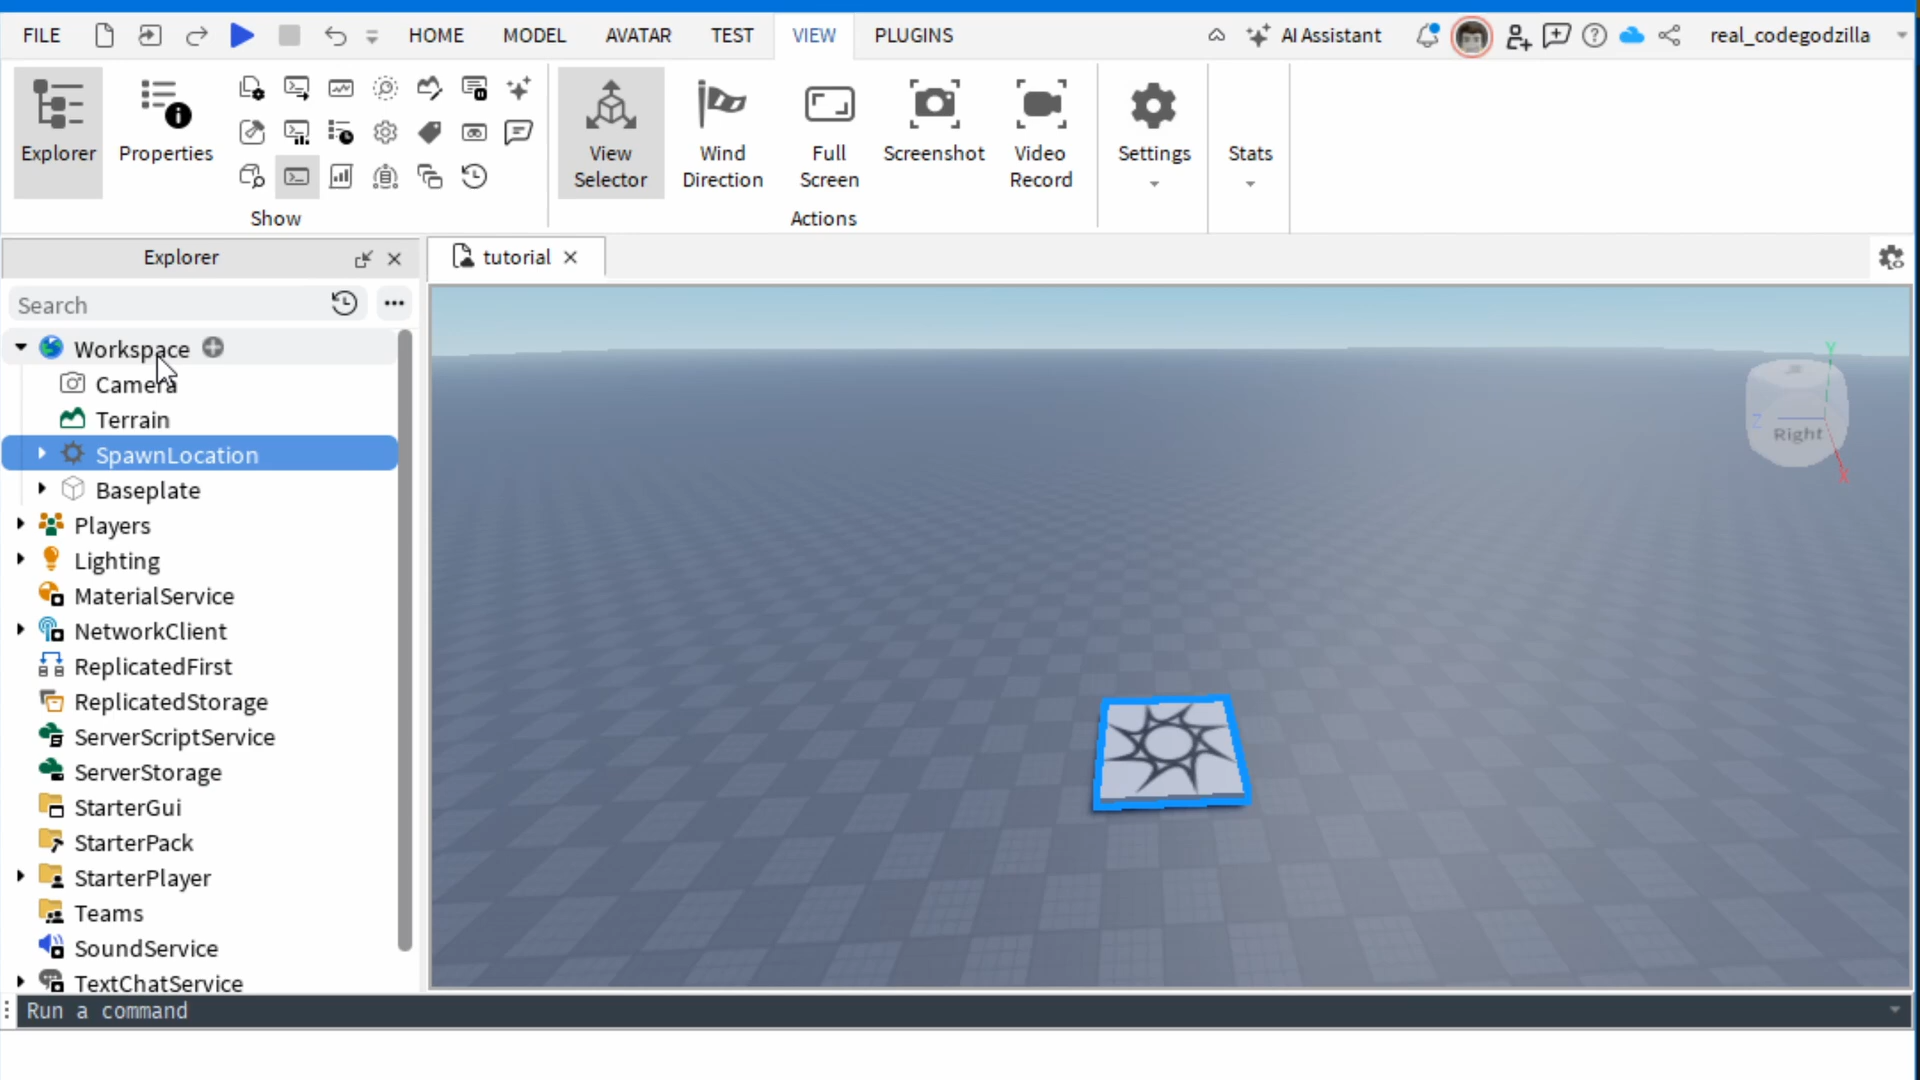 FILE HOME MODEL AVATAR TEST VIEW PLUGINS AI Assistant real_codegodzilla
Explorer Properties View Selector Wind Direction Full Screen Screenshot Video Record Settings Stats
Show Actions
Explorer tutorial
Search
Workspace
Camera
Terrain
SpawnLocation
Baseplate
Players
Lighting
MaterialService
NetworkClient
ReplicatedFirst
ReplicatedStorage
ServerScriptService
ServerStorage
StarterGui
StarterPack
StarterPlayer
Teams
SoundService
TextChatService
Y
Z
Right
X
Run a command